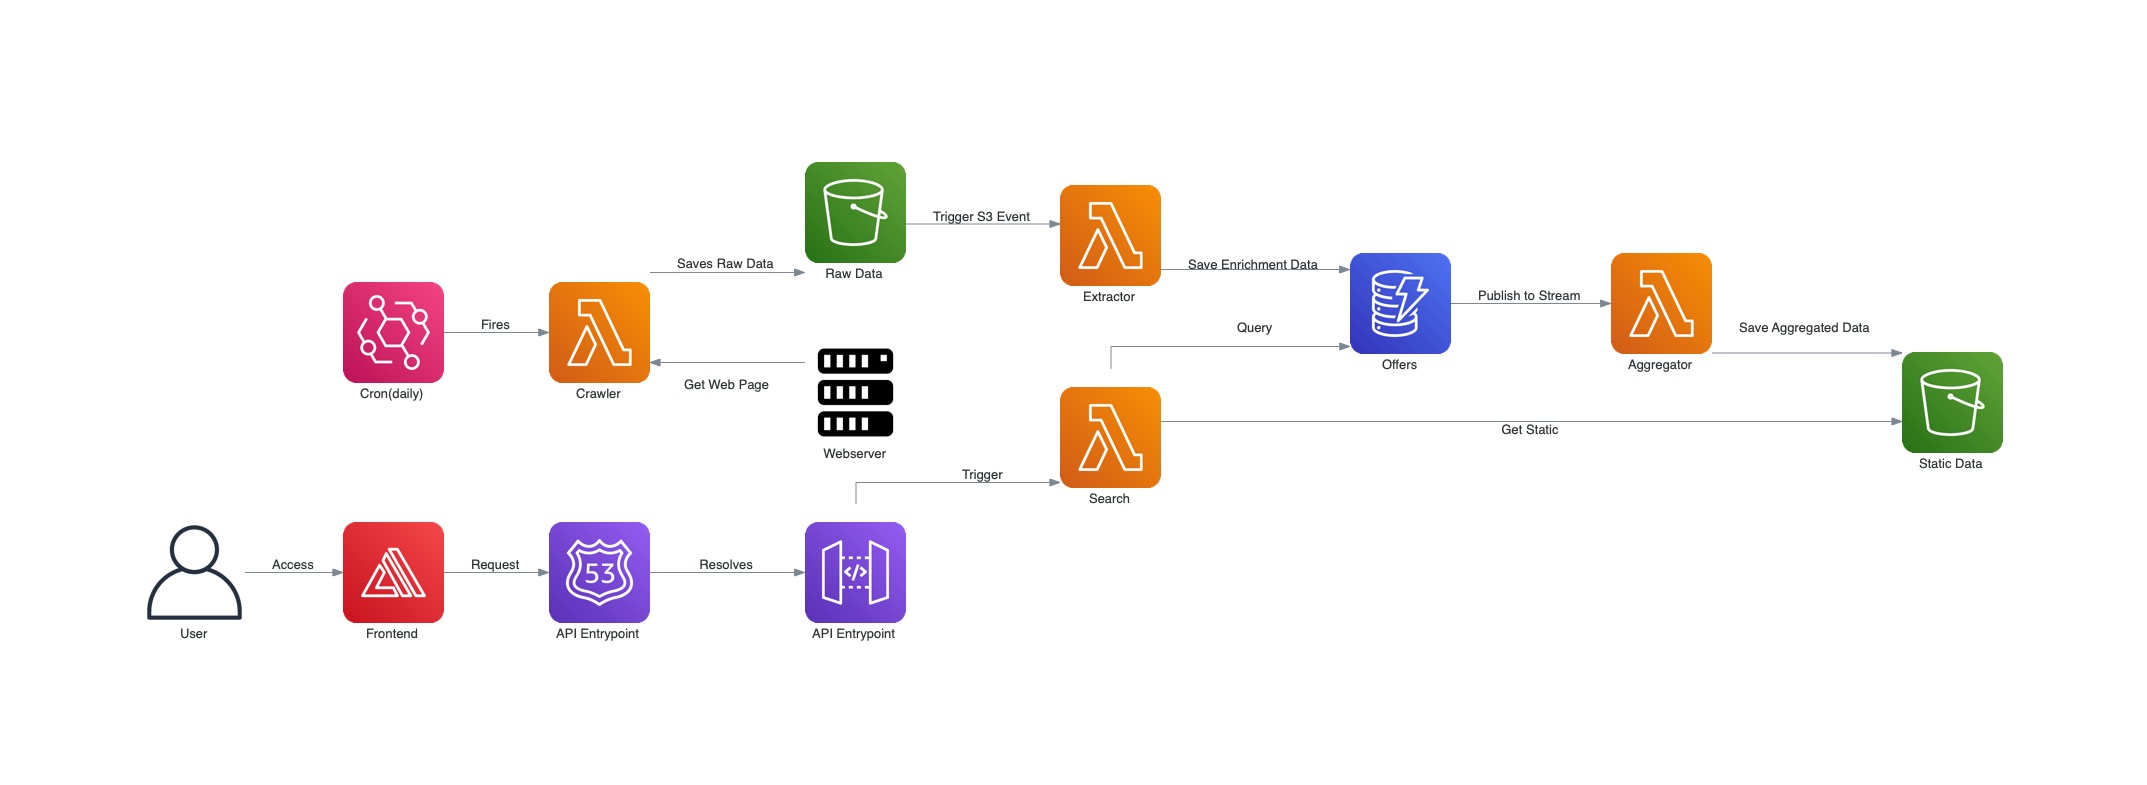 Raw Data
Trigger S3 Event
Extractor
Saves Raw Data
Save Enrichment Data
Cron(daily)
Fires
Crawler
Get Web Page
Webserver
Query
Offers
Publish to Stream
Aggregator
Save Aggregated Data
Static Data
Get Static
Trigger
Search
User
Access
Frontend
Request
53
API Entrypoint
Resolves
</>
API Entrypoint